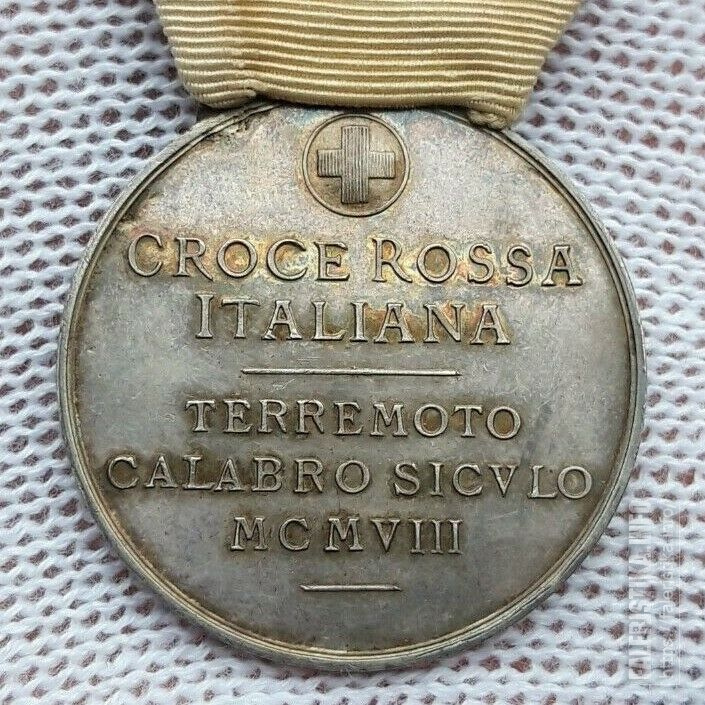 CROCE ROSSA
ITALIANA
TERREMOTO
CALABRO SICVLO
MCMVIII